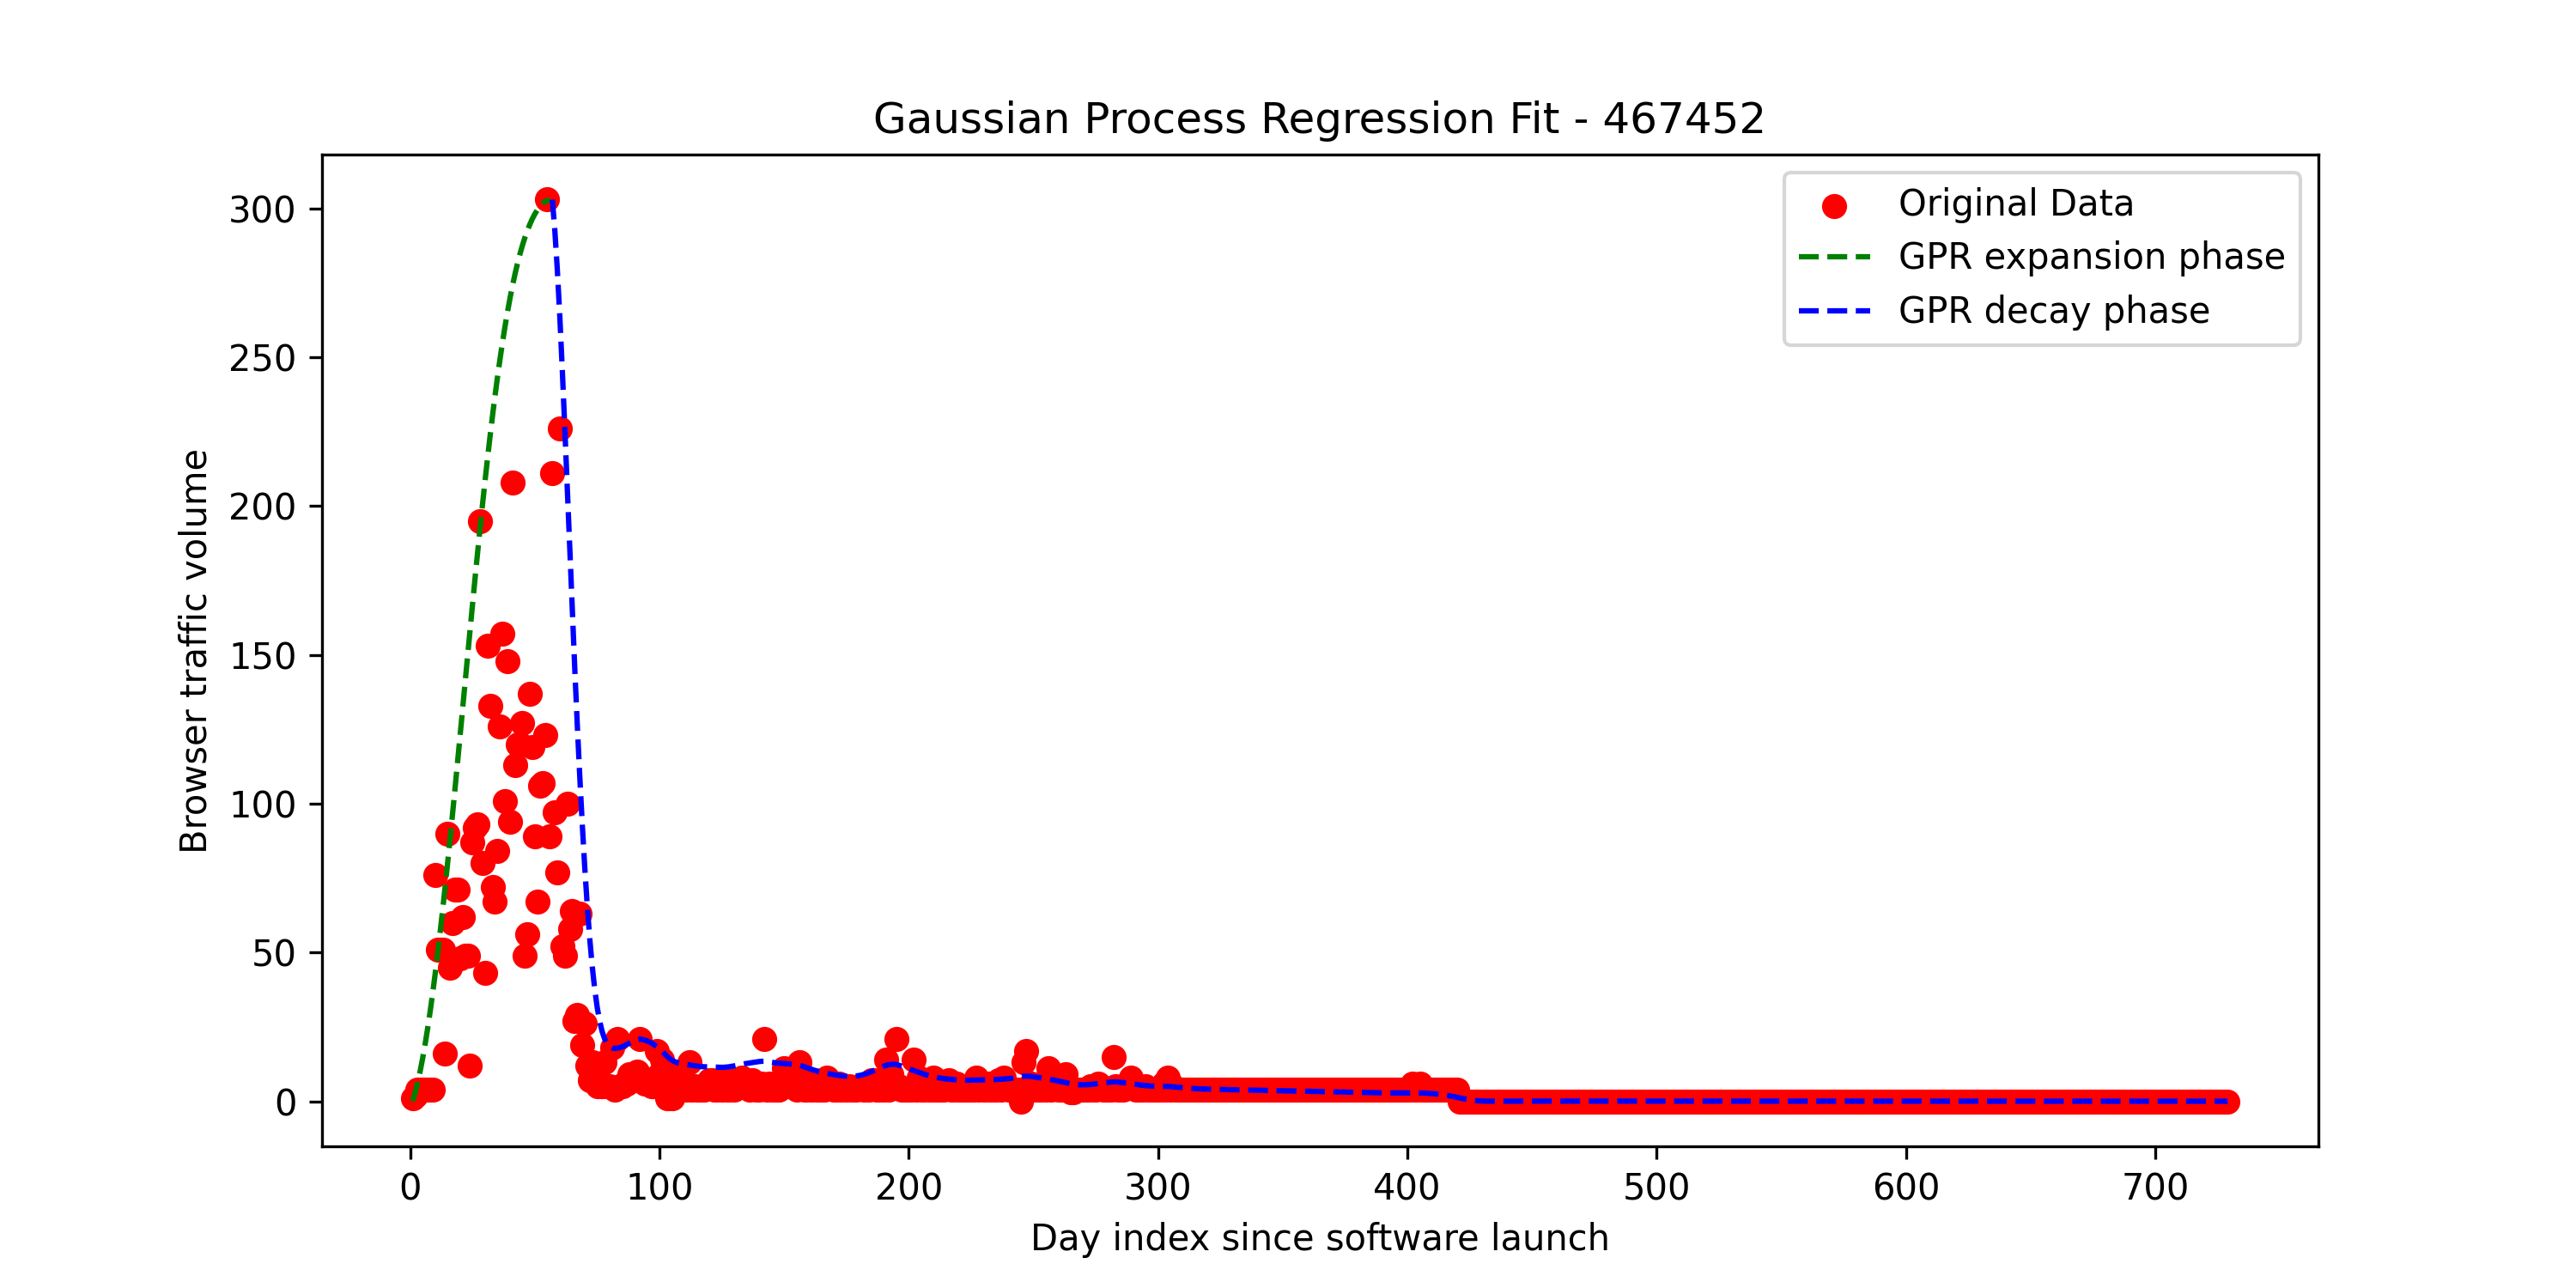 Gaussian Process Regression Fit - 467452
Original Data
GPR expansion phase
GPR decay phase
Browser traffic volume
300
250
200
150
100
50
0
0 100 200 300 400 500 600 700
Day index since software launch